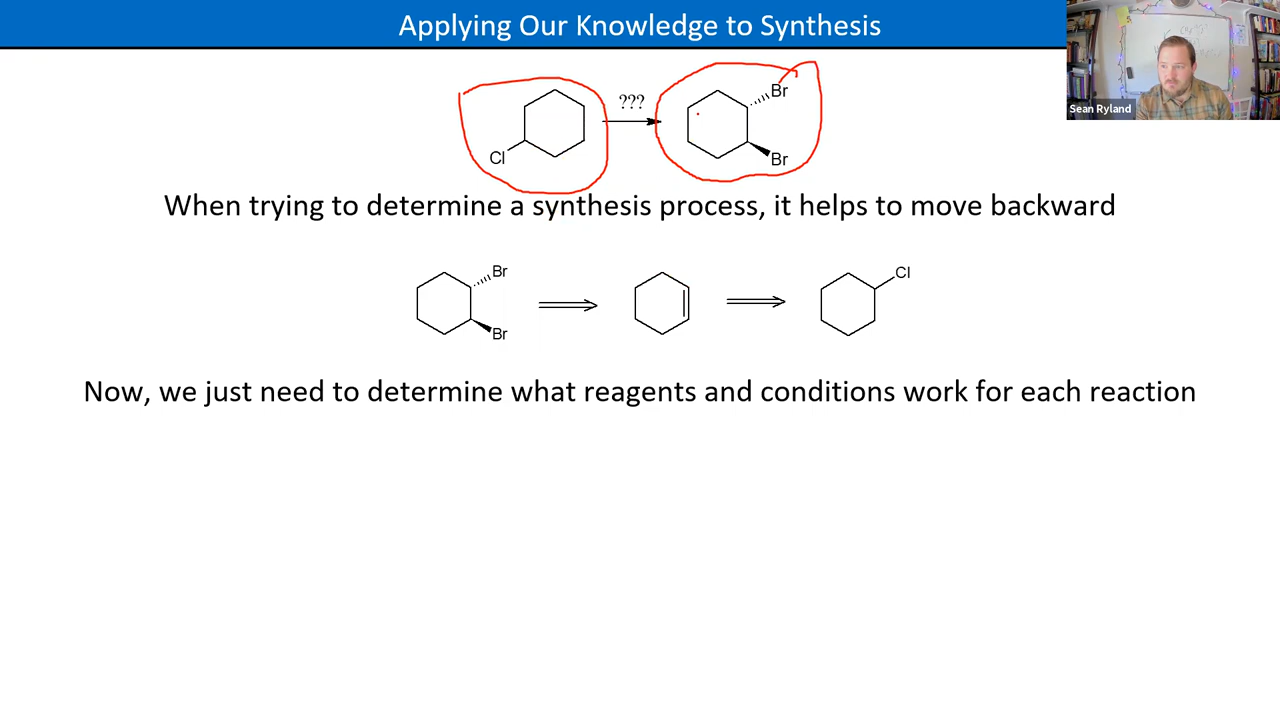 Applying Our Knowledge to Synthesis
Sean Ryland
???
Cl
Br
Br
When trying to determine a synthesis process, it helps to move backward
Br
Br
Cl
Now, we just need to determine what reagents and conditions work for each reaction